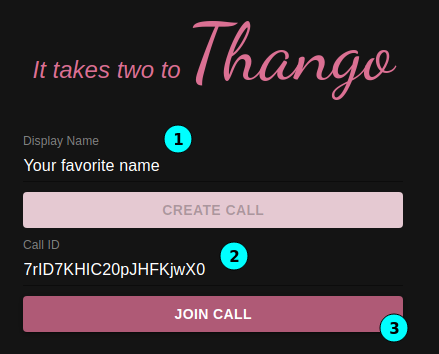 It takes two to Thango
Display Name
1
Your favorite name
CREATE CALL
Call ID
2
7rID7KHIC20pJHFKjwX0
JOIN CALL
3